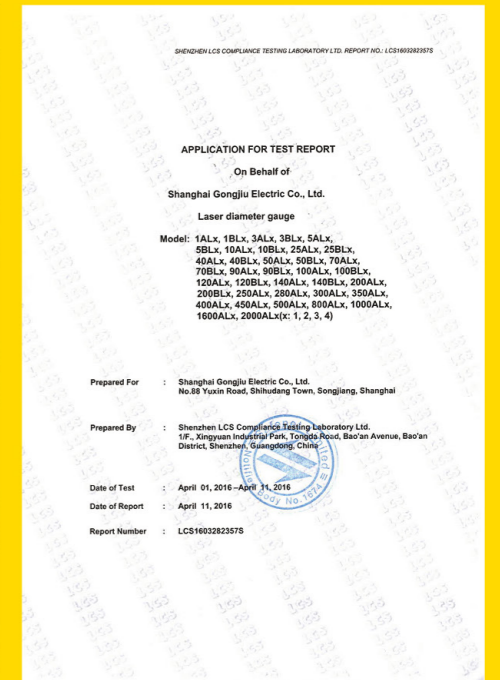 SHENZHEN LCS COMPLIANCE TESTING LABORATORY LTD. REPORT NO.: LCS1603282357S
APPLICATION FOR TEST REPORT
On Behalf of
Shanghai Gongjiu Electric Co., Ltd.
Laser diameter gauge
Model: 1ALx, 1BLx, 3ALx, 3BLx, 5ALx,
5BLx, 10ALx, 10BLx, 25ALx, 25BLx,
40ALx, 40BLx, 50ALx, 50BLx, 70ALx,
70BLx, 90ALx, 90BLx, 100ALx, 100BLx,
120ALx, 120BLx, 140ALx, 140BLx, 200ALx,
200BLx, 250ALx, 280ALx, 300ALx, 350ALx,
400ALx, 450ALx, 500ALx, 800ALx, 1000ALx,
1600ALx, 2000ALx(x: 1, 2, 3, 4)
Prepared For : Shanghai Gongjiu Electric Co., Ltd.
No.88 Yuxin Road, Shihudang Town, Songjiang, Shanghai
Prepared By : Shenzhen LCS Compliance Testing Laboratory Ltd.
1/F., Xingyuan Industrial Park, Tongda Road, Bao'an Avenue, Bao'an
District, Shenzhen, Guangdong, China
Date of Test : April 01, 2016 –April 11, 2016
Date of Report : April 11, 2016
Report Number : LCS1603282357S
Body No. 1674
LCS